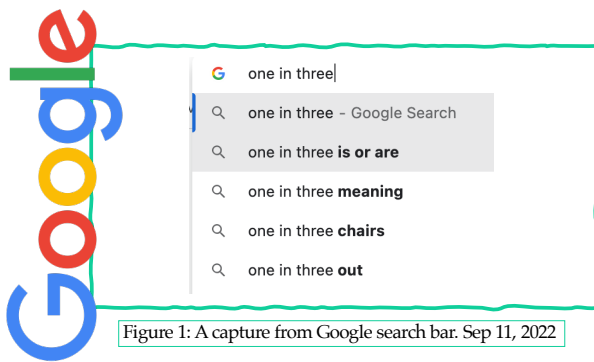 Google
one in three
one in three - Google Search
one in three is or are
one in three meaning
one in three chairs
one in three out
Figure 1: A capture from Google search bar. Sep 11, 2022